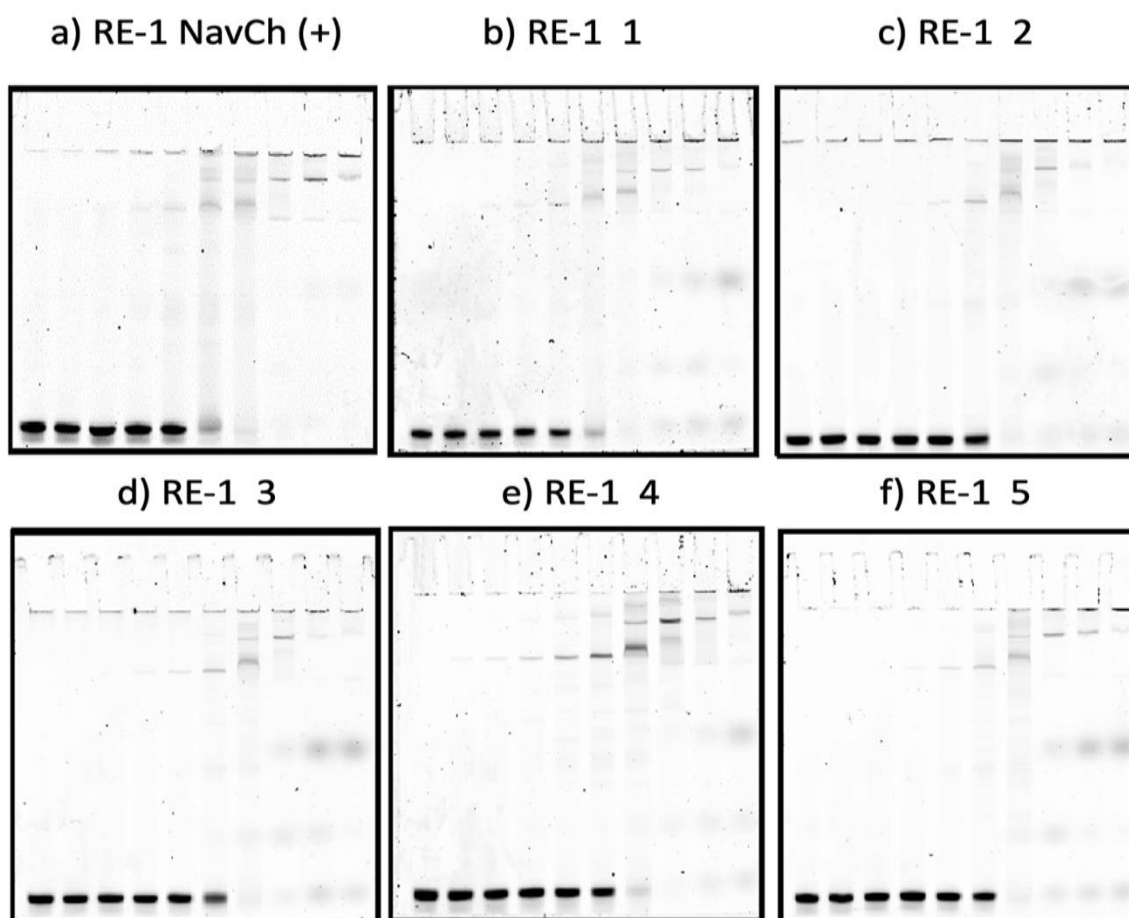 a) RE-1 NavCh (+)
b) RE-1 1
c) RE-1 2
d) RE-1 3
e) RE-1 4
f) RE-1 5